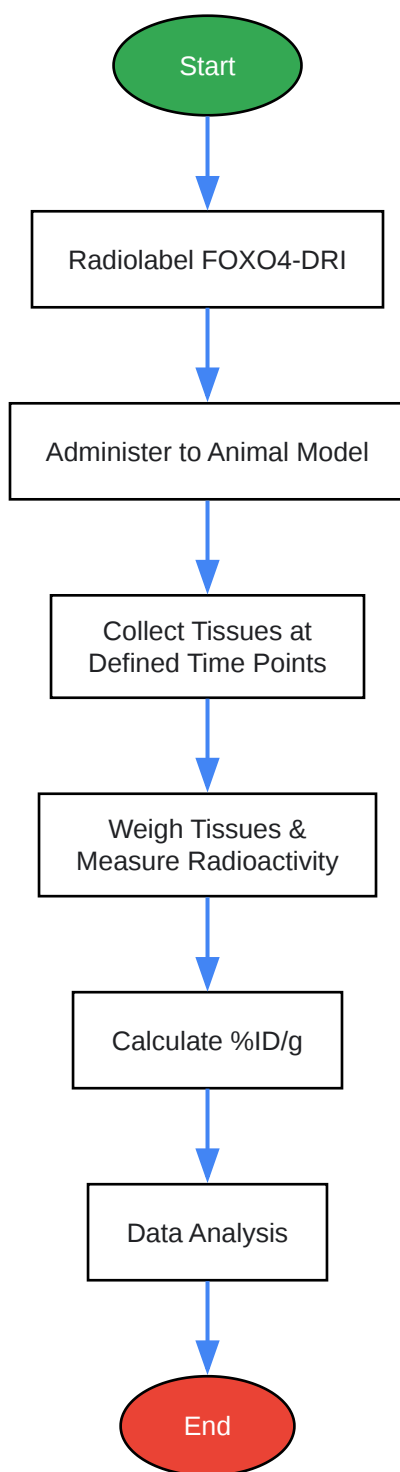 Start
Radiolabel FOXO4-DRI
Administer to Animal Model
Collect Tissues at
Defined Time Points
Weigh Tissues &
Measure Radioactivity
Calculate %ID/g
Data Analysis
End